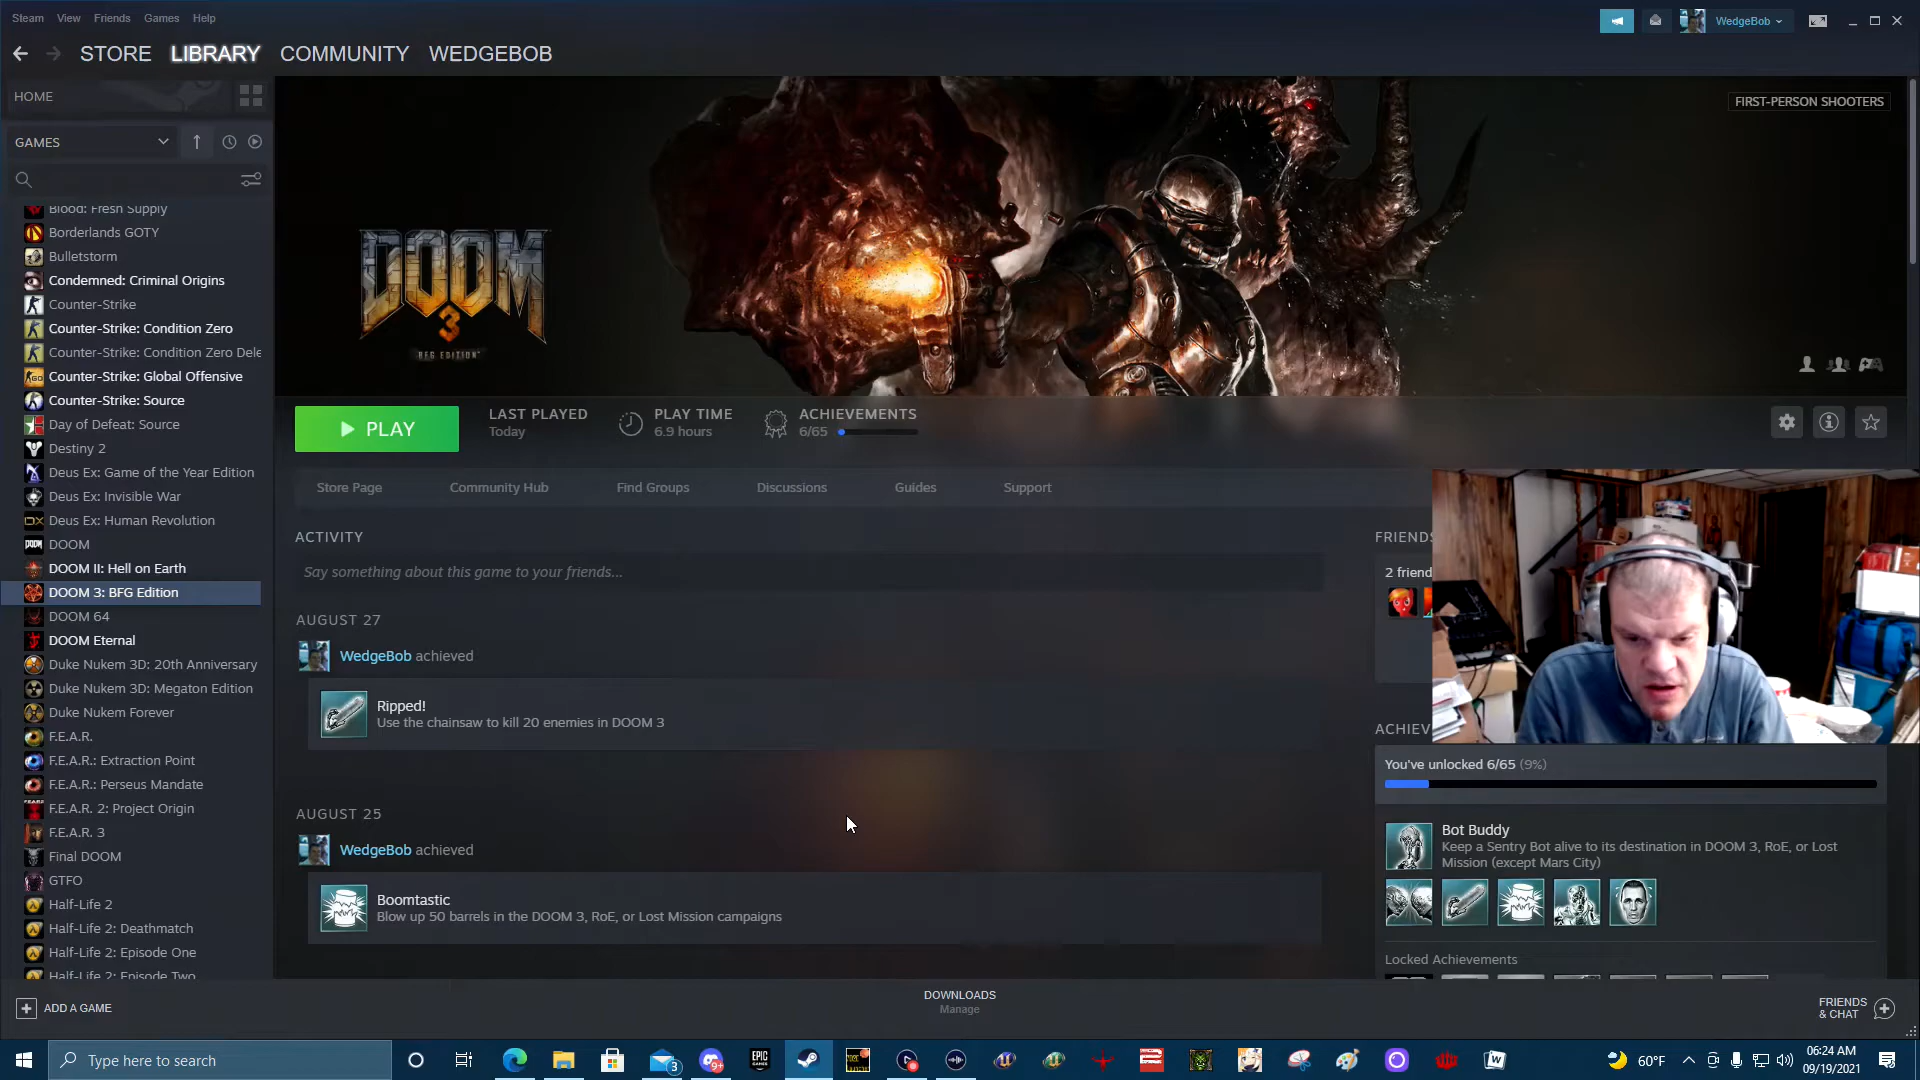 Steam View Friends Games Help
WedgeBob
STORE LIBRARY COMMUNITY WEDGEBOB
HOME
GAMES
Blood: Fresh Supply
Borderlands GOTY
Bulletstorm
Condemned: Criminal Origins
Counter-Strike
Counter-Strike: Condition Zero
Counter-Strike: Condition Zero Dele
Counter-Strike: Global Offensive
Counter-Strike: Source
Day of Defeat: Source
Destiny 2
Deus Ex: Game of the Year Edition
Deus Ex: Invisible War
Deus Ex: Human Revolution
DOOM
DOOM II: Hell on Earth
DOOM 3: BFG Edition
DOOM 64
DOOM Eternal
Duke Nukem 3D: 20th Anniversary
Duke Nukem 3D: Megaton Edition
Duke Nukem Forever
F.E.A.R.
F.E.A.R.: Extraction Point
F.E.A.R.: Perseus Mandate
F.E.A.R. 2: Project Origin
F.E.A.R. 3
Final DOOM
GTFO
Half-Life 2
Half-Life 2: Deathmatch
Half-Life 2: Episode One
Half-Life 2: Episode Two
ADD A GAME
FIRST-PERSON SHOOTERS
DOOM
3
BFG EDITION
PLAY
LAST PLAYED
Today
PLAY TIME
6.9 hours
ACHIEVEMENTS
6/65
Store Page Community Hub Find Groups Discussions Guides Support
ACTIVITY
Say something about this game to your friends...
AUGUST 27
WedgeBob achieved
Ripped!
Use the chainsaw to kill 20 enemies in DOOM 3
AUGUST 25
WedgeBob achieved
Boomtastic
Blow up 50 barrels in the DOOM 3, RoE, or Lost Mission campaigns
FRIENDS
2 friend
ACHIEV
You've unlocked 6/65 (9%)
Bot Buddy
Keep a Sentry Bot alive to its destination in DOOM 3, RoE, or Lost
Mission (except Mars City)
Locked Achievements
DOWNLOADS
Manage
FRIENDS
& CHAT
Type here to search
3
9+
EPIC
GAMES
60°F
06:24 AM
09/19/2021